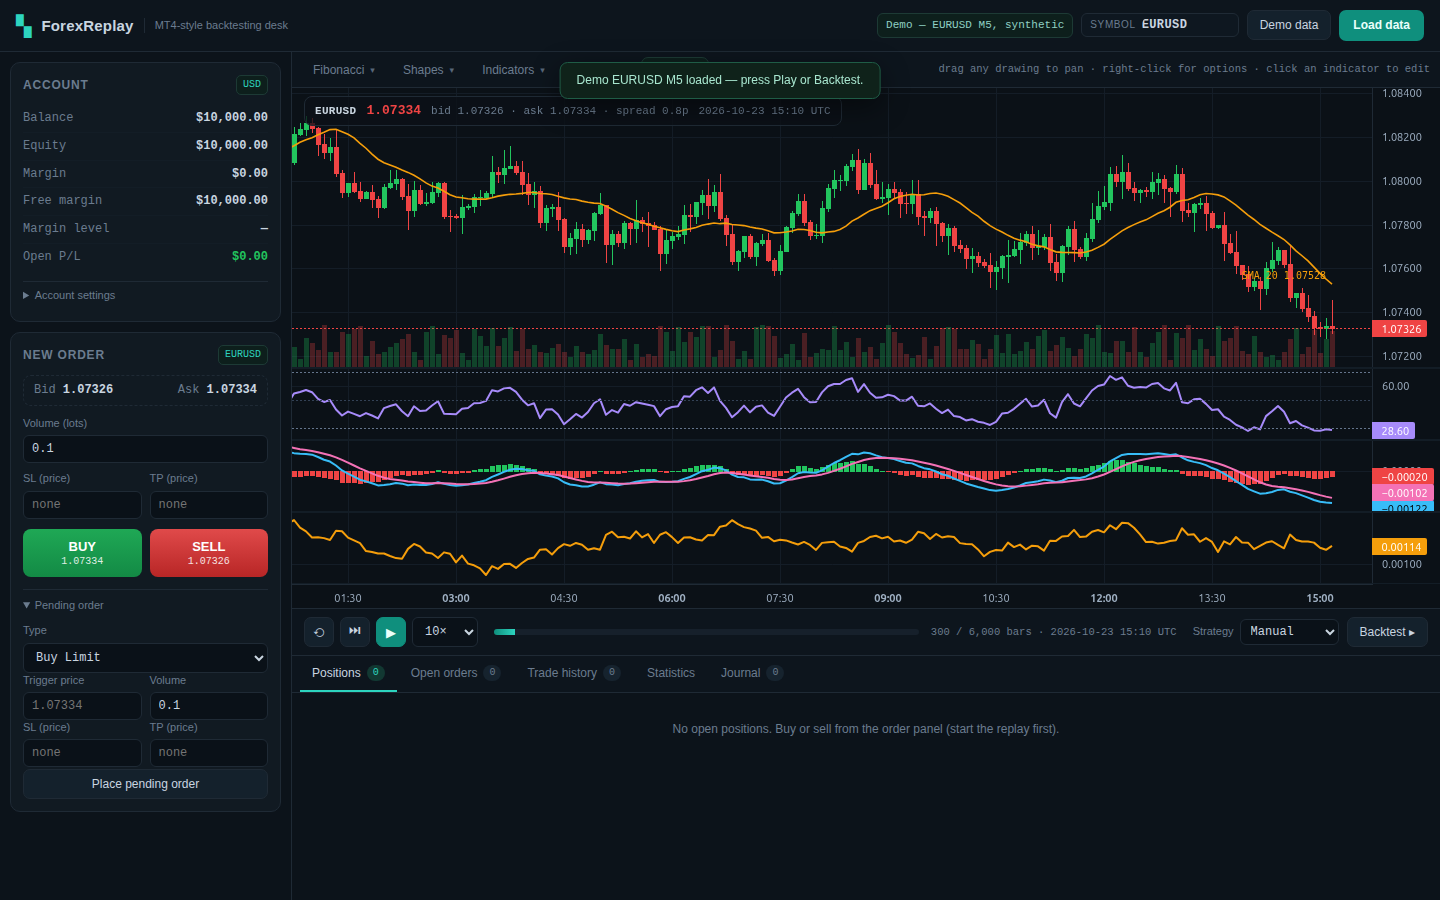 ForexReplay
MT4-style backtesting desk
Demo — EURUSD M5, synthetic
SYMBOL EURUSD
Demo data
Load data
ACCOUNT
USD
Balance $10,000.00
Equity $10,000.00
Margin $0.00
Free margin $10,000.00
Margin level —
Open P/L $0.00
▶ Account settings
NEW ORDER
EURUSD
Bid 1.07326 Ask 1.07334
Volume (lots)
0.1
SL (price) TP (price)
none none
BUY
1.07334
SELL
1.07326
▼ Pending order
Type
Buy Limit
Trigger price Volume
1.07334 0.1
SL (price) TP (price)
none none
Place pending order
Fibonacci ▾ Shapes ▾ Indicators ▾
Demo EURUSD M5 loaded — press Play or Backtest.
drag any drawing to pan · right-click for options · click an indicator to edit
EURUSD 1.07334 bid 1.07326 · ask 1.07334 · spread 0.8p 2026-10-23 15:10 UTC
SMA 20 1.07528
1.08400
1.08200
1.08000
1.07800
1.07600
1.07400
1.07326
1.07200
60.00
28.60
−0.00020
−0.00102
−0.00122
0.00114
0.00100
01:30 03:00 04:30 06:00 07:30 09:00 10:30 12:00 13:30 15:00
10×
300 / 6,000 bars · 2026-10-23 15:10 UTC
Strategy Manual
Backtest ▸
Positions 0 Open orders 0 Trade history 0 Statistics Journal 0
No open positions. Buy or sell from the order panel (start the replay first).